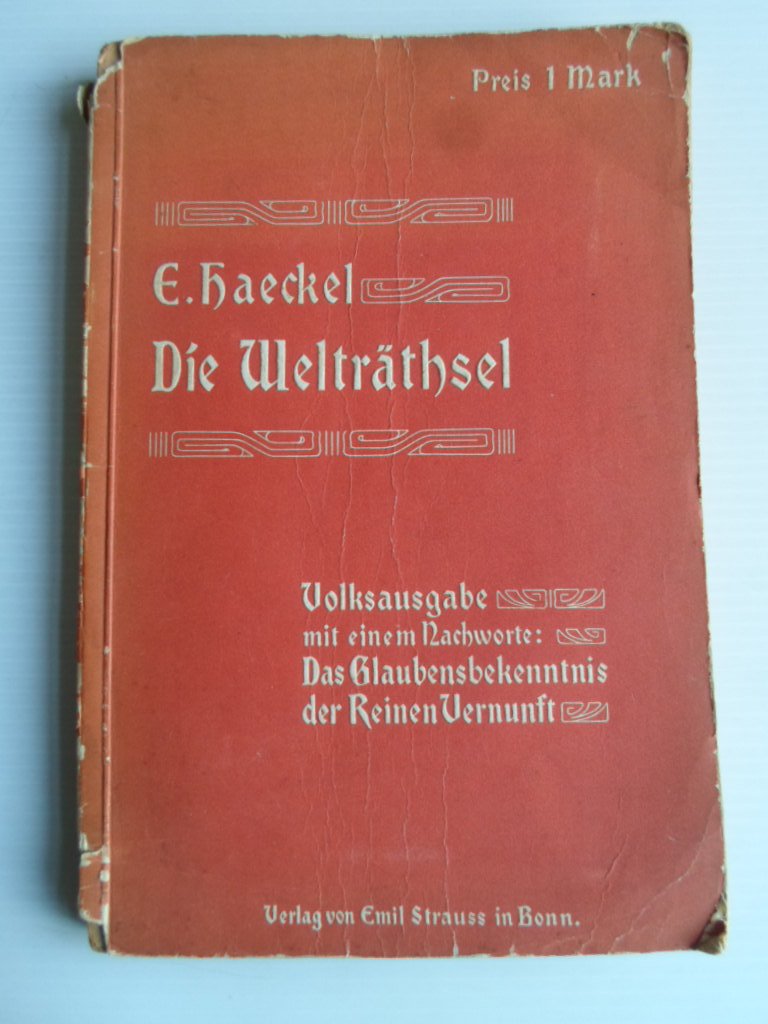 Preis 1 Mark
E. Haeckel
Die Welträthsel
Volksausgabe
mit einem Nachworte:
Das Glaubensbekenntnis
der Reinen Vernunft
Verlag von Emil Strauss in Bonn.